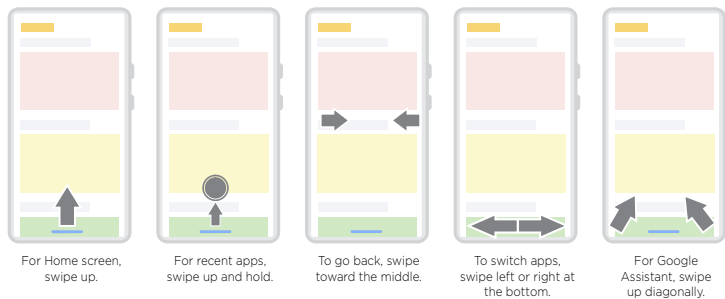 For Home screen,
swipe up.
For recent apps,
swipe up and hold.
To go back, swipe
toward the middle.
To switch apps,
swipe left or right at
the bottom.
For Google
Assistant, swipe
up diagonally.